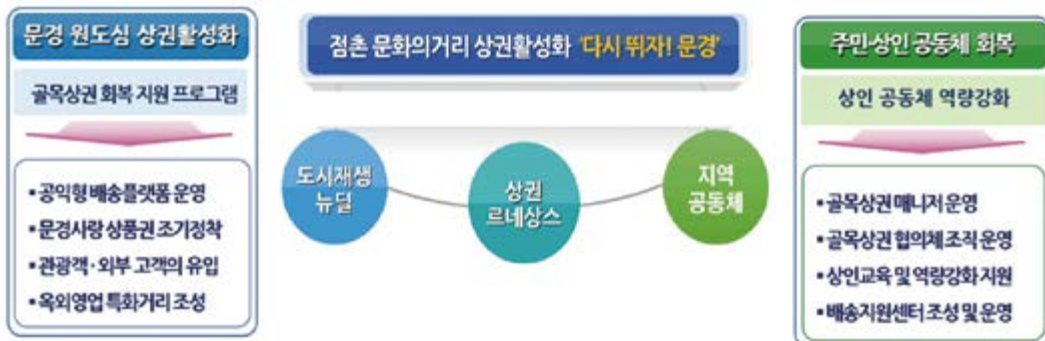 문경 원도심 상권활성화
골목상권 회복 지원 프로그램
▪공익형 배송플랫폼 운영
▪문경사랑 상품권 조기정착
▪관광객·외부 고객의 유입
▪옥외영업 특화거리 조성
점촌 문화의거리 상권활성화 '다시 뛰자! 문경'
도시재생
뉴딜
상권
르네상스
지역
공동체
주민·상인 공동체 회복
상인 공동체 역량강화
▪골목상권 매니저 운영
▪골목상권 협의체 조직 운영
▪상인교육 및 역량강화 지원
▪배송지원센터 조성 및 운영